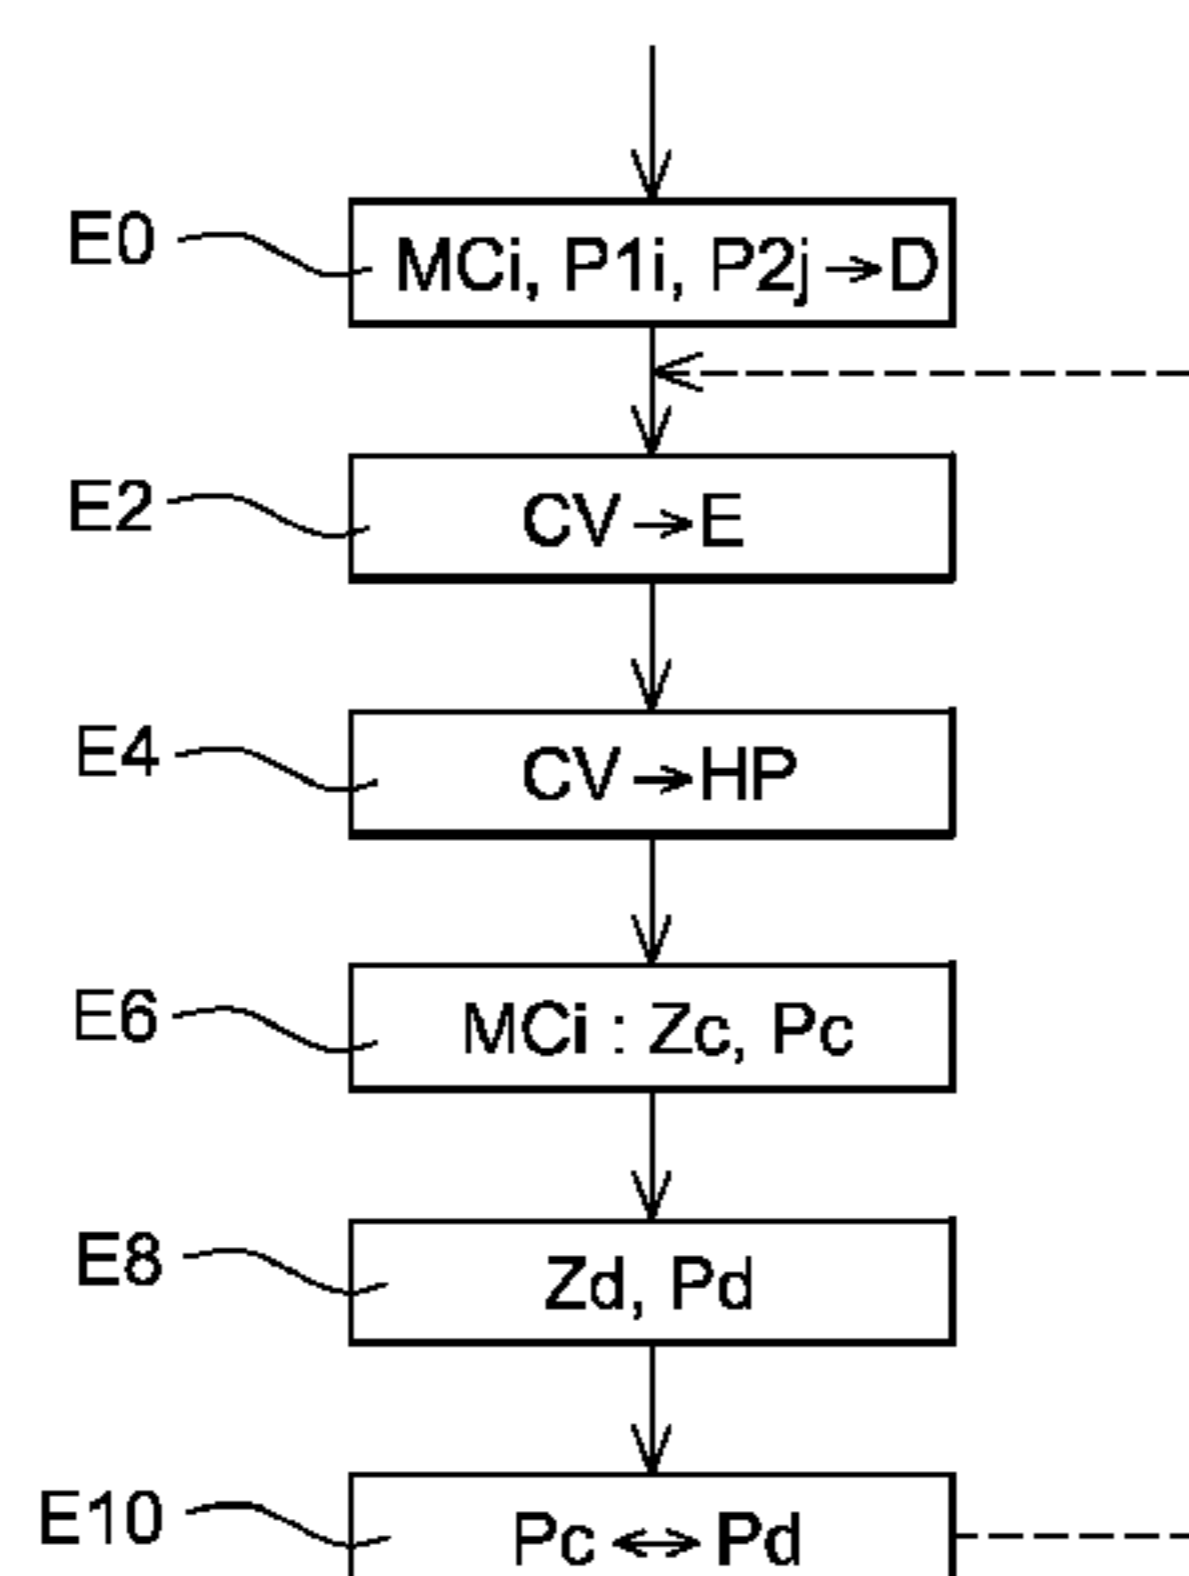 E0 MCi, P1i, P2j → D
E2 CV → E
E4 CV → HP
E6 MCi : Zc, Pc
E8 Zd, Pd
E10 Pc ↔ Pd